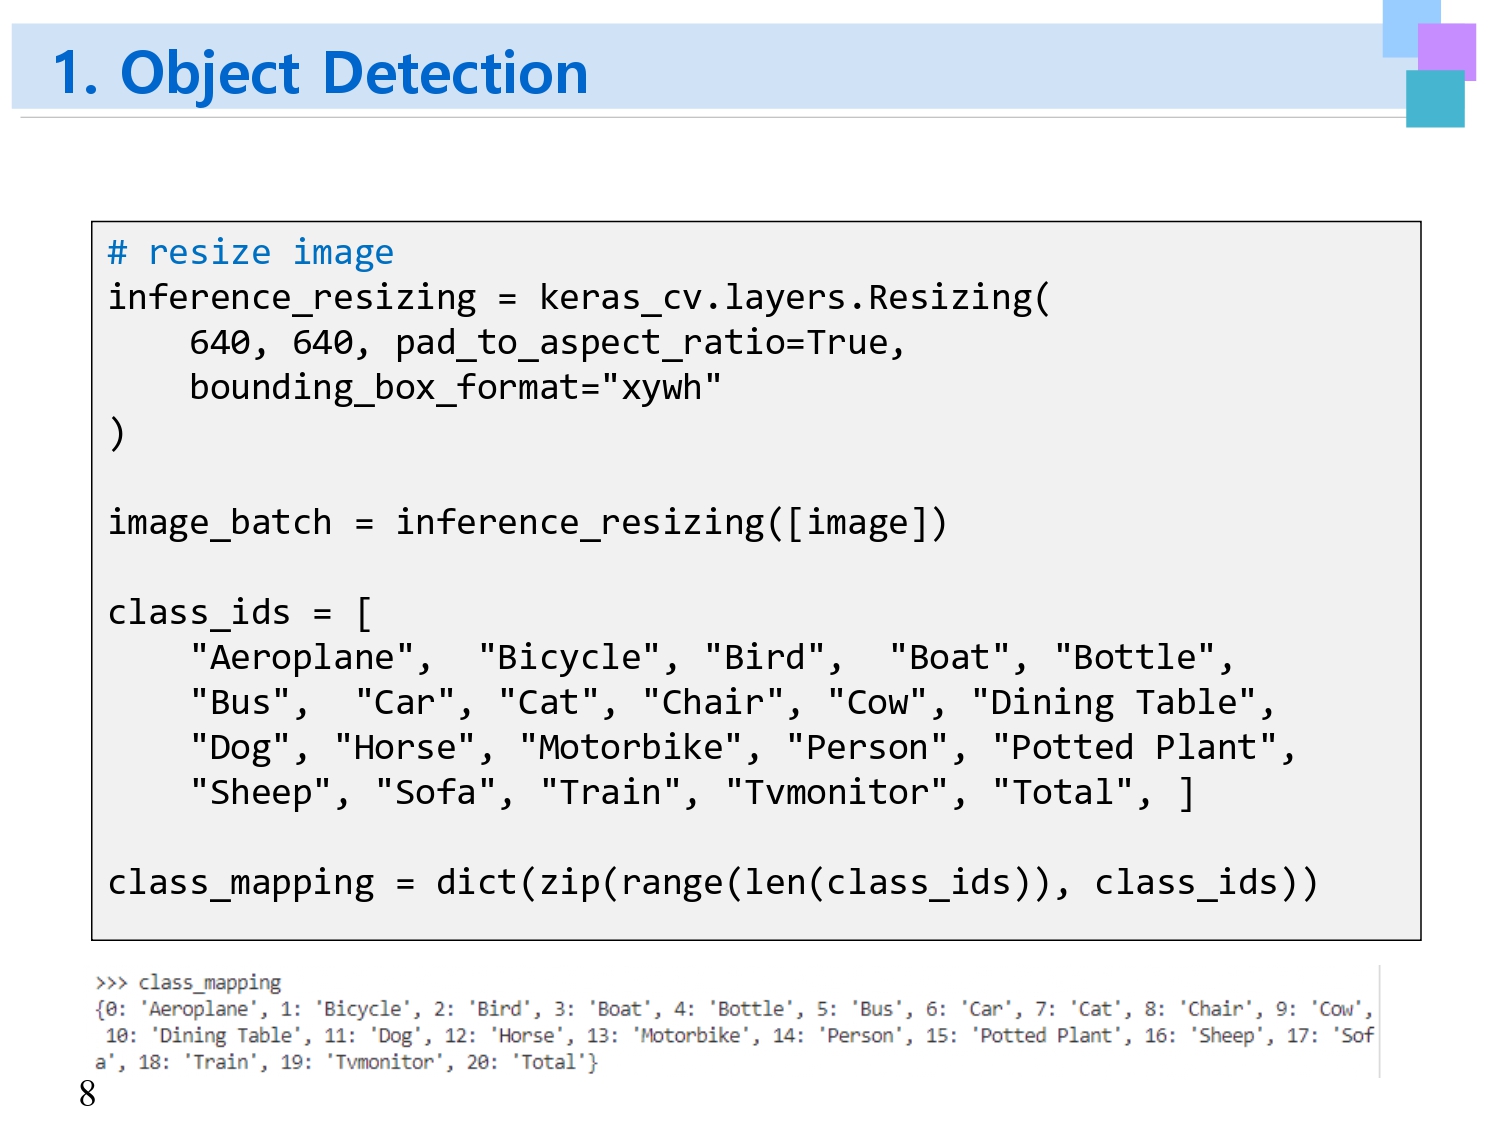 1. Object Detection
# resize image
inference_resizing = keras_cv.layers.Resizing(
    640, 640, pad_to_aspect_ratio=True,
    bounding_box_format="xywh"
)
image_batch = inference_resizing([image])
class_ids = [
    "Aeroplane",  "Bicycle", "Bird",  "Boat", "Bottle",
    "Bus",  "Car", "Cat", "Chair", "Cow", "Dining Table",
    "Dog", "Horse", "Motorbike", "Person", "Potted Plant",
    "Sheep", "Sofa", "Train", "Tvmonitor", "Total", ]
class_mapping = dict(zip(range(len(class_ids)), class_ids))
>>> class_mapping
{0: 'Aeroplane', 1: 'Bicycle', 2: 'Bird', 3: 'Boat', 4: 'Bottle', 5: 'Bus', 6: 'Car', 7: 'Cat', 8: 'Chair', 9: 'Cow',
 10: 'Dining Table', 11: 'Dog', 12: 'Horse', 13: 'Motorbike', 14: 'Person', 15: 'Potted Plant', 16: 'Sheep', 17: 'Sof
a', 18: 'Train', 19: 'Tvmonitor', 20: 'Total'}
8